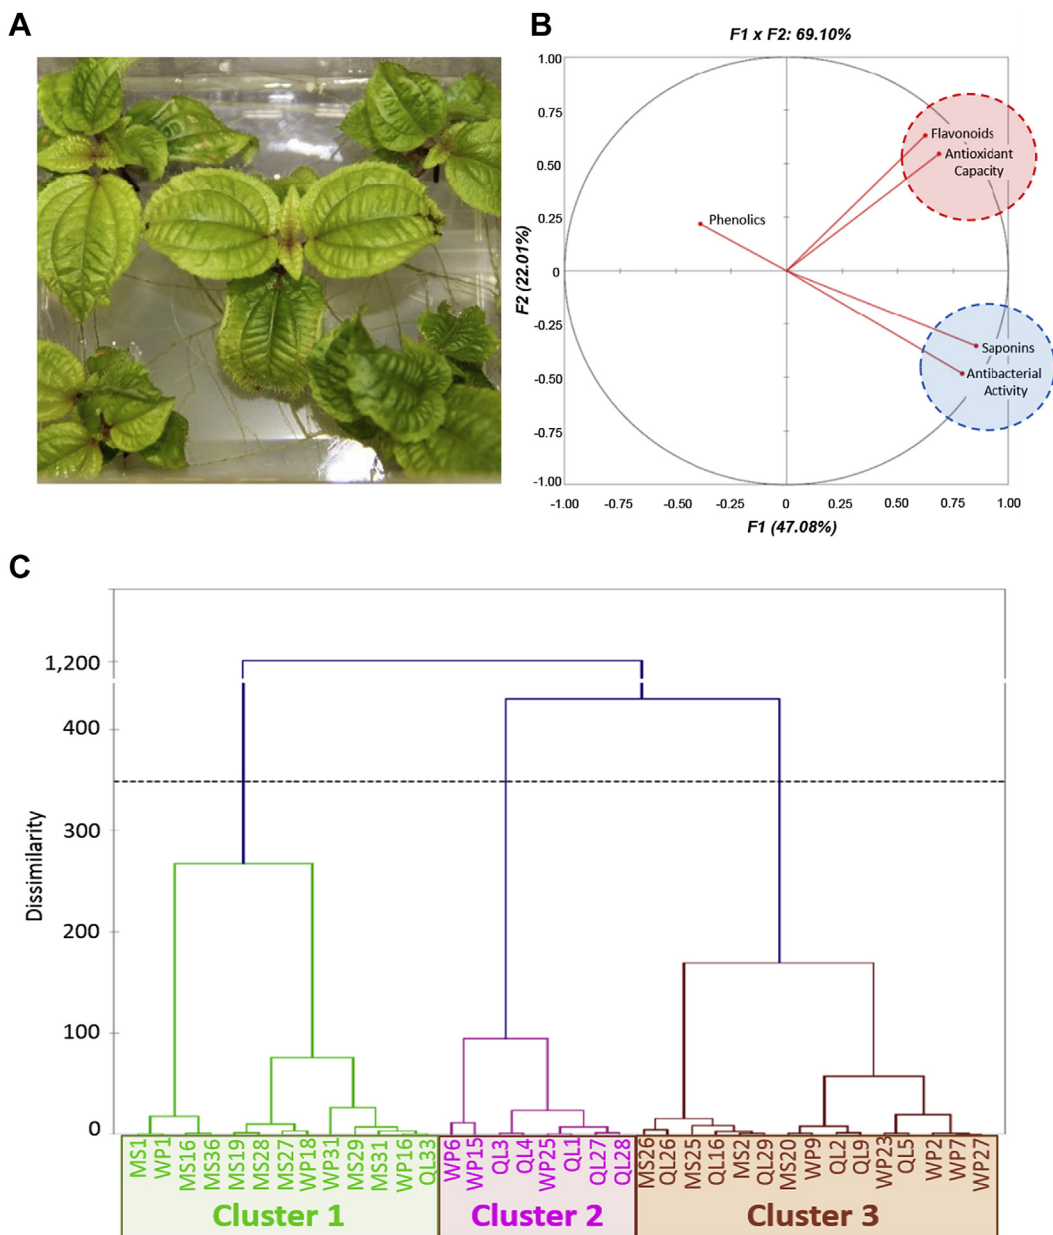 A
B
F1 x F2: 69.10%
1.00
0.75
0.50
0.25
0
-0.25
-0.50
-0.75
-1.00
F2 (22.01%)
Flavonoids
Antioxidant
Capacity
Phenolics
Saponins
Antibacterial
Activity
-1.00 -0.75 -0.50 -0.25 0 0.25 0.50 0.75 1.00
F1 (47.08%)
C
1,200
400
300
200
100
0
Dissimilarity
MS1 WP1 MS16 MS36 MS19 MS28 MS27 WP18 WP31 MS29 MS31 WP16 QL33 WP6 WP15 QL3 QL4 WP25 QL1 QL27 QL28 MS26 QL26 MS25 QL16 MS2 QL29 MS20 WP9 QL2 QL9 WP23 QL5 WP2 WP7 WP27
Cluster 1 Cluster 2 Cluster 3